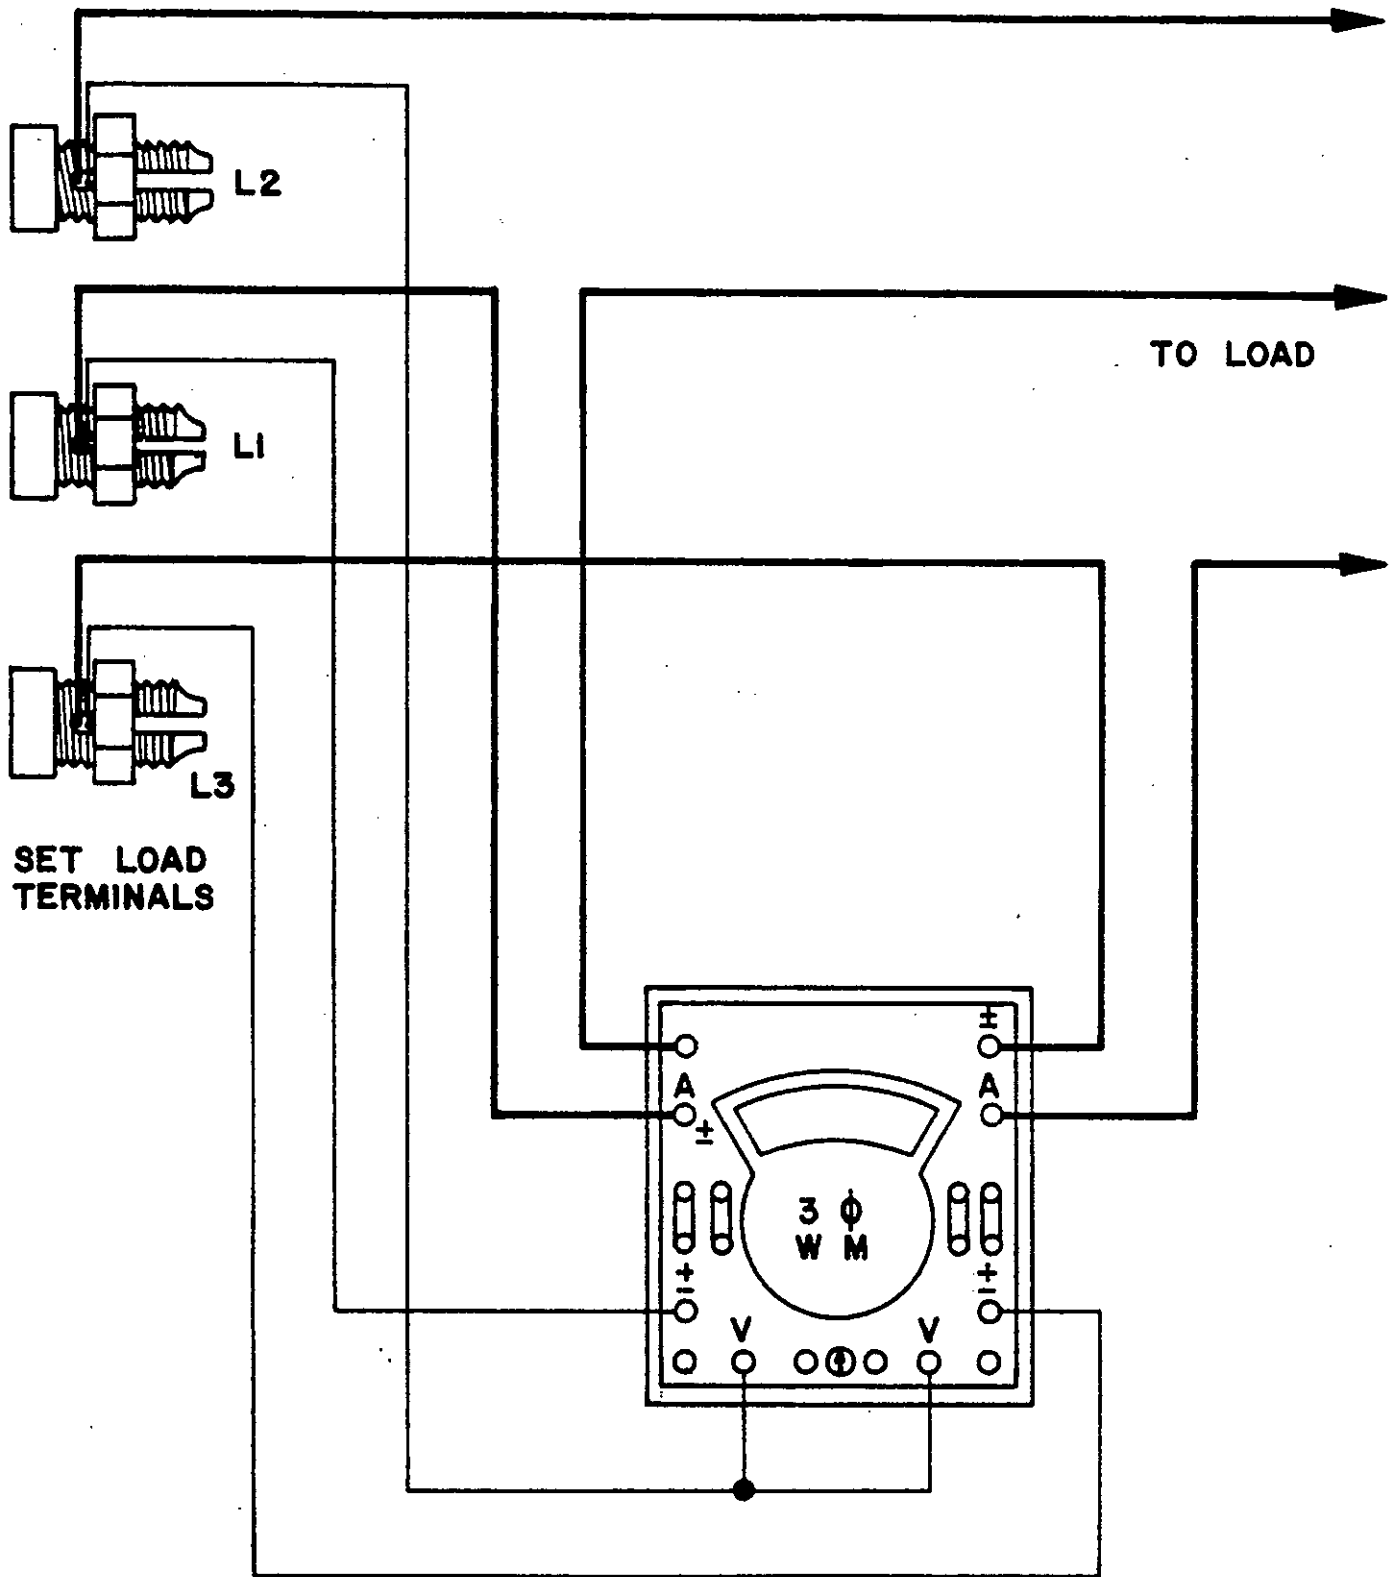 L2
TO LOAD
L1
L3
SET LOAD
TERMINALS
±
A A
±
3 ϕ
W M
± ±
V V